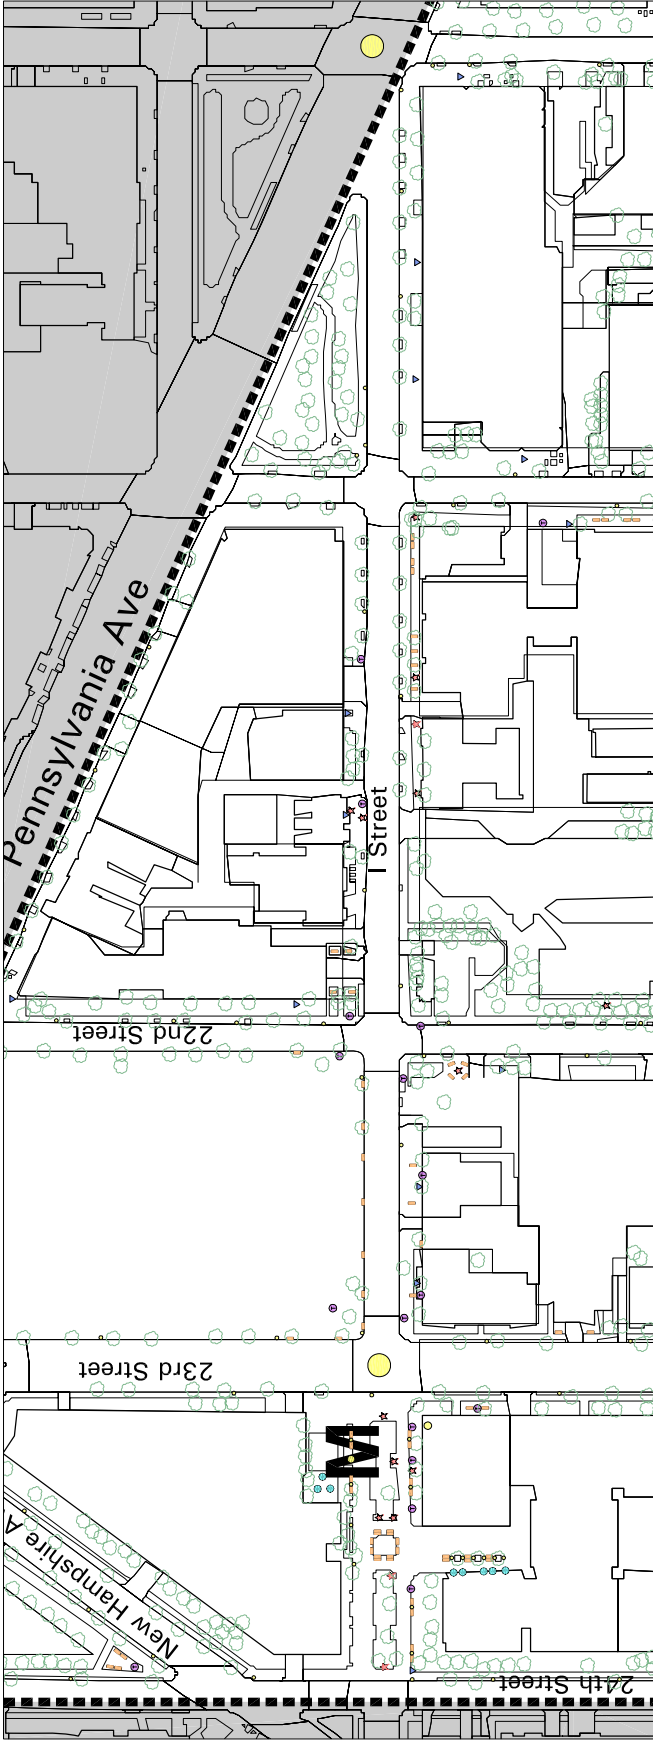 Pennsylvania Ave
I Street
22nd Street
23rd Street
M
New Hampshire A
24th Street